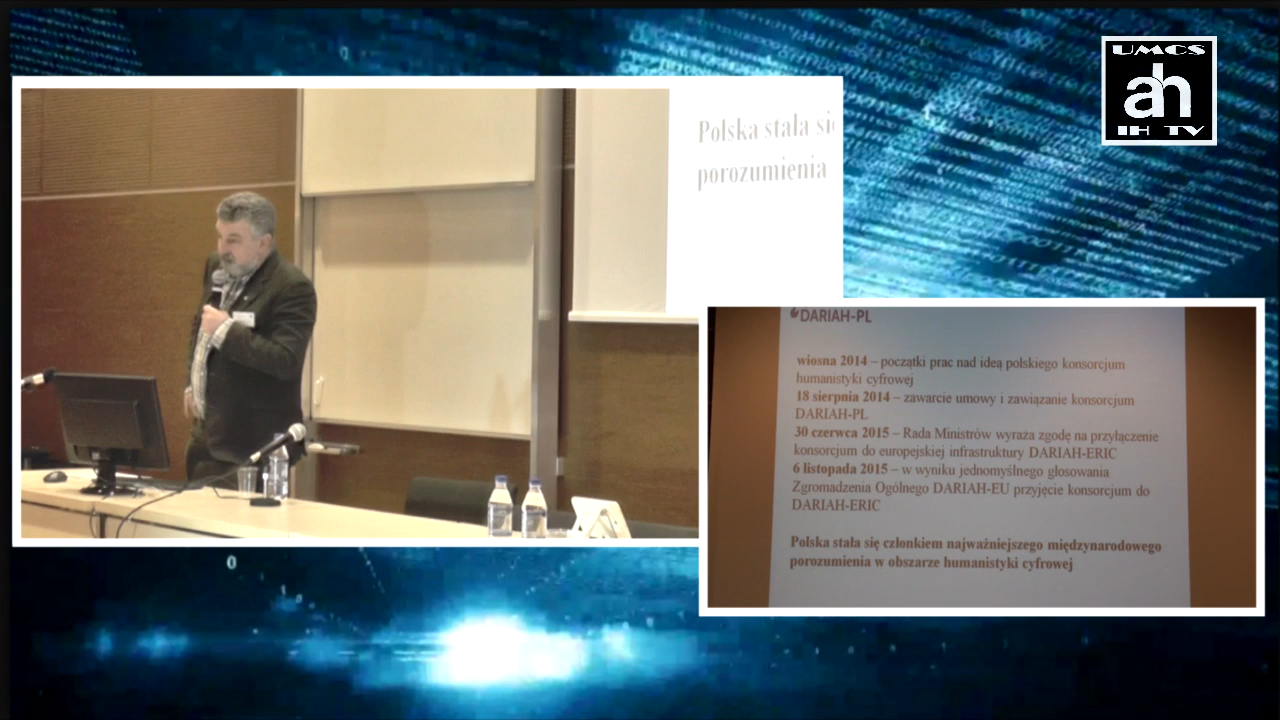 UMCS
ah
IH TV
Polska stała się
porozumienia
DARIAH-PL
wiosna 2014 – początki prac nad ideą polskiego konsorcjum
humanistyki cyfrowej
18 sierpnia 2014 – zawarcie umowy i zawiązanie konsorcjum
DARIAH-PL
30 czerwca 2015 – Rada Ministrów wyraża zgodę na przyłączenie
konsorcjum do europejskiej infrastruktury DARIAH-ERIC
6 listopada 2015 – w wyniku jednomyślnego głosowania
Zgromadzenia Ogólnego DARIAH-EU przyjęcie konsorcjum do
DARIAH-ERIC
Polska stała się członkiem najważniejszego międzynarodowego
porozumienia w obszarze humanistyki cyfrowej